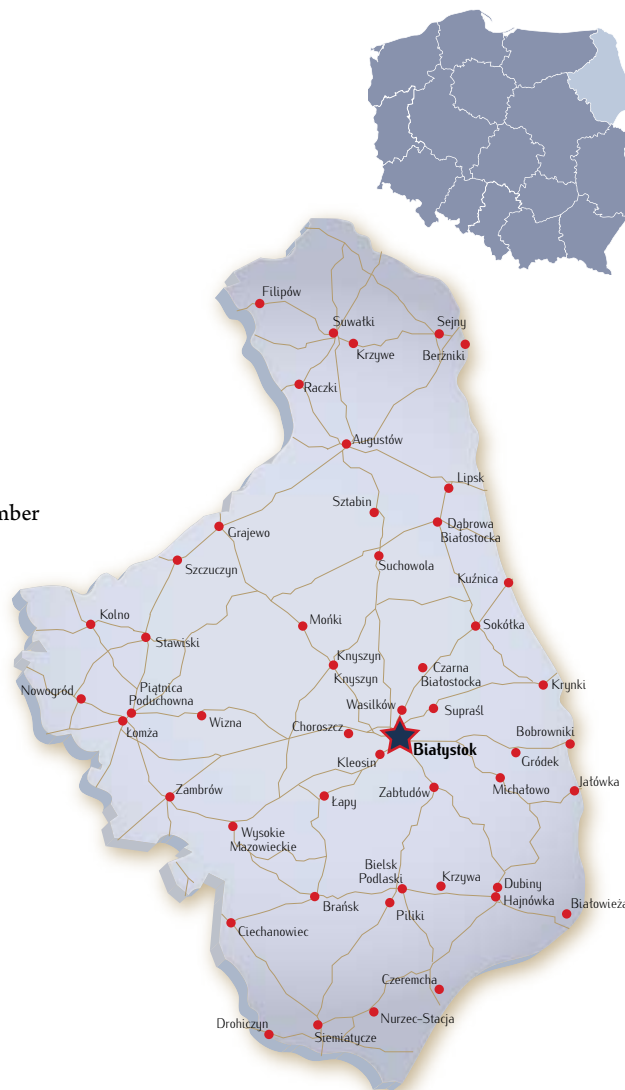 Filipów
Suwałki
Sejny
Krzywe
Berżniki
Raczki
Augustów
Lipsk
Sztabin
mber
Grajewo
Dąbrowa
Białostocka
Szczuczyn
Suchowola
Kuźnica
Kolno
Mońki
Sokółka
Stawiski
Knyszyn
Knyszyn
Czarna
Białostocka
Krynki
Nowogród
Piątnica
Poduchowna
Wasilków
Supraśl
Wizna
Łomża
Choroszcz
Bobrowniki
Białystok
Kleosin
Gródek
Zambrów
Łapy
Zabłudów
Michałowo
Jałówka
Wysokie
Mazowieckie
Bielsk
Podlaski
Krzywa
Dubiny
Hajnówka
Białowieża
Brańsk
Piliki
Ciechanowiec
Czeremcha
Drohiczyn
Nurzec-Stacja
Siemiatycze